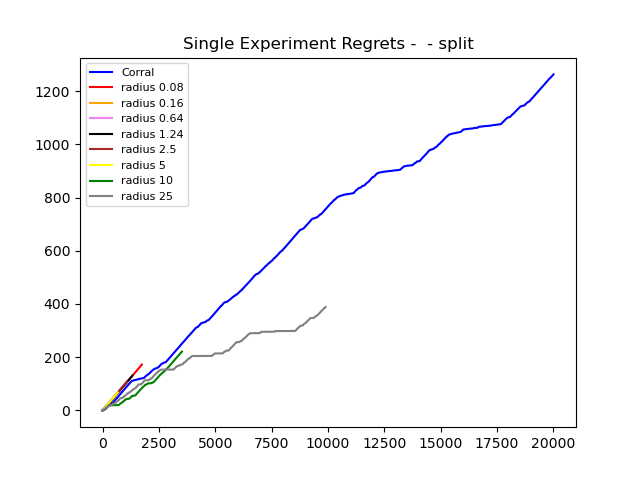 Single Experiment Regrets -  - split
Corral
radius 0.08
radius 0.16
radius 0.64
radius 1.24
radius 2.5
radius 5
radius 10
radius 25
1200
1000
800
600
400
200
0
0 2500 5000 7500 10000 12500 15000 17500 20000